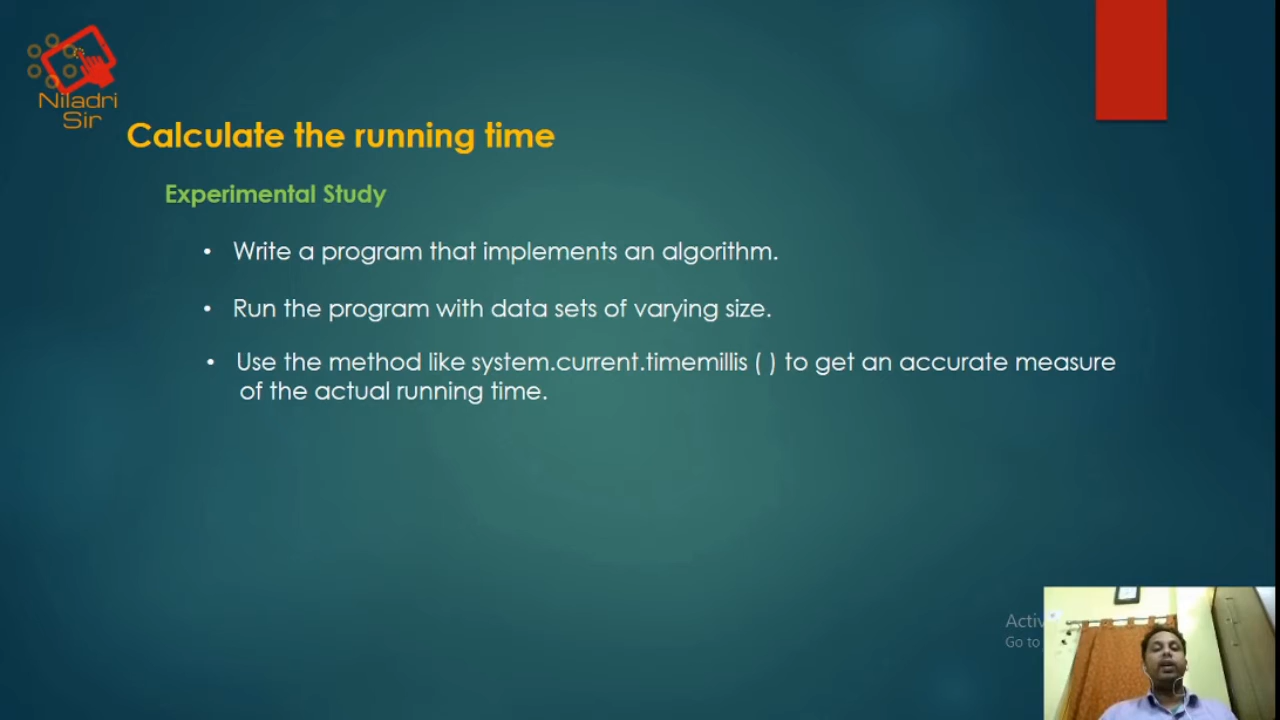 Niladri
Sir
Calculate the running time
Experimental Study
• Write a program that implements an algorithm.
• Run the program with data sets of varying size.
• Use the method like system.current.timemillis ( ) to get an accurate measure
of the actual running time.
Activ
Go to